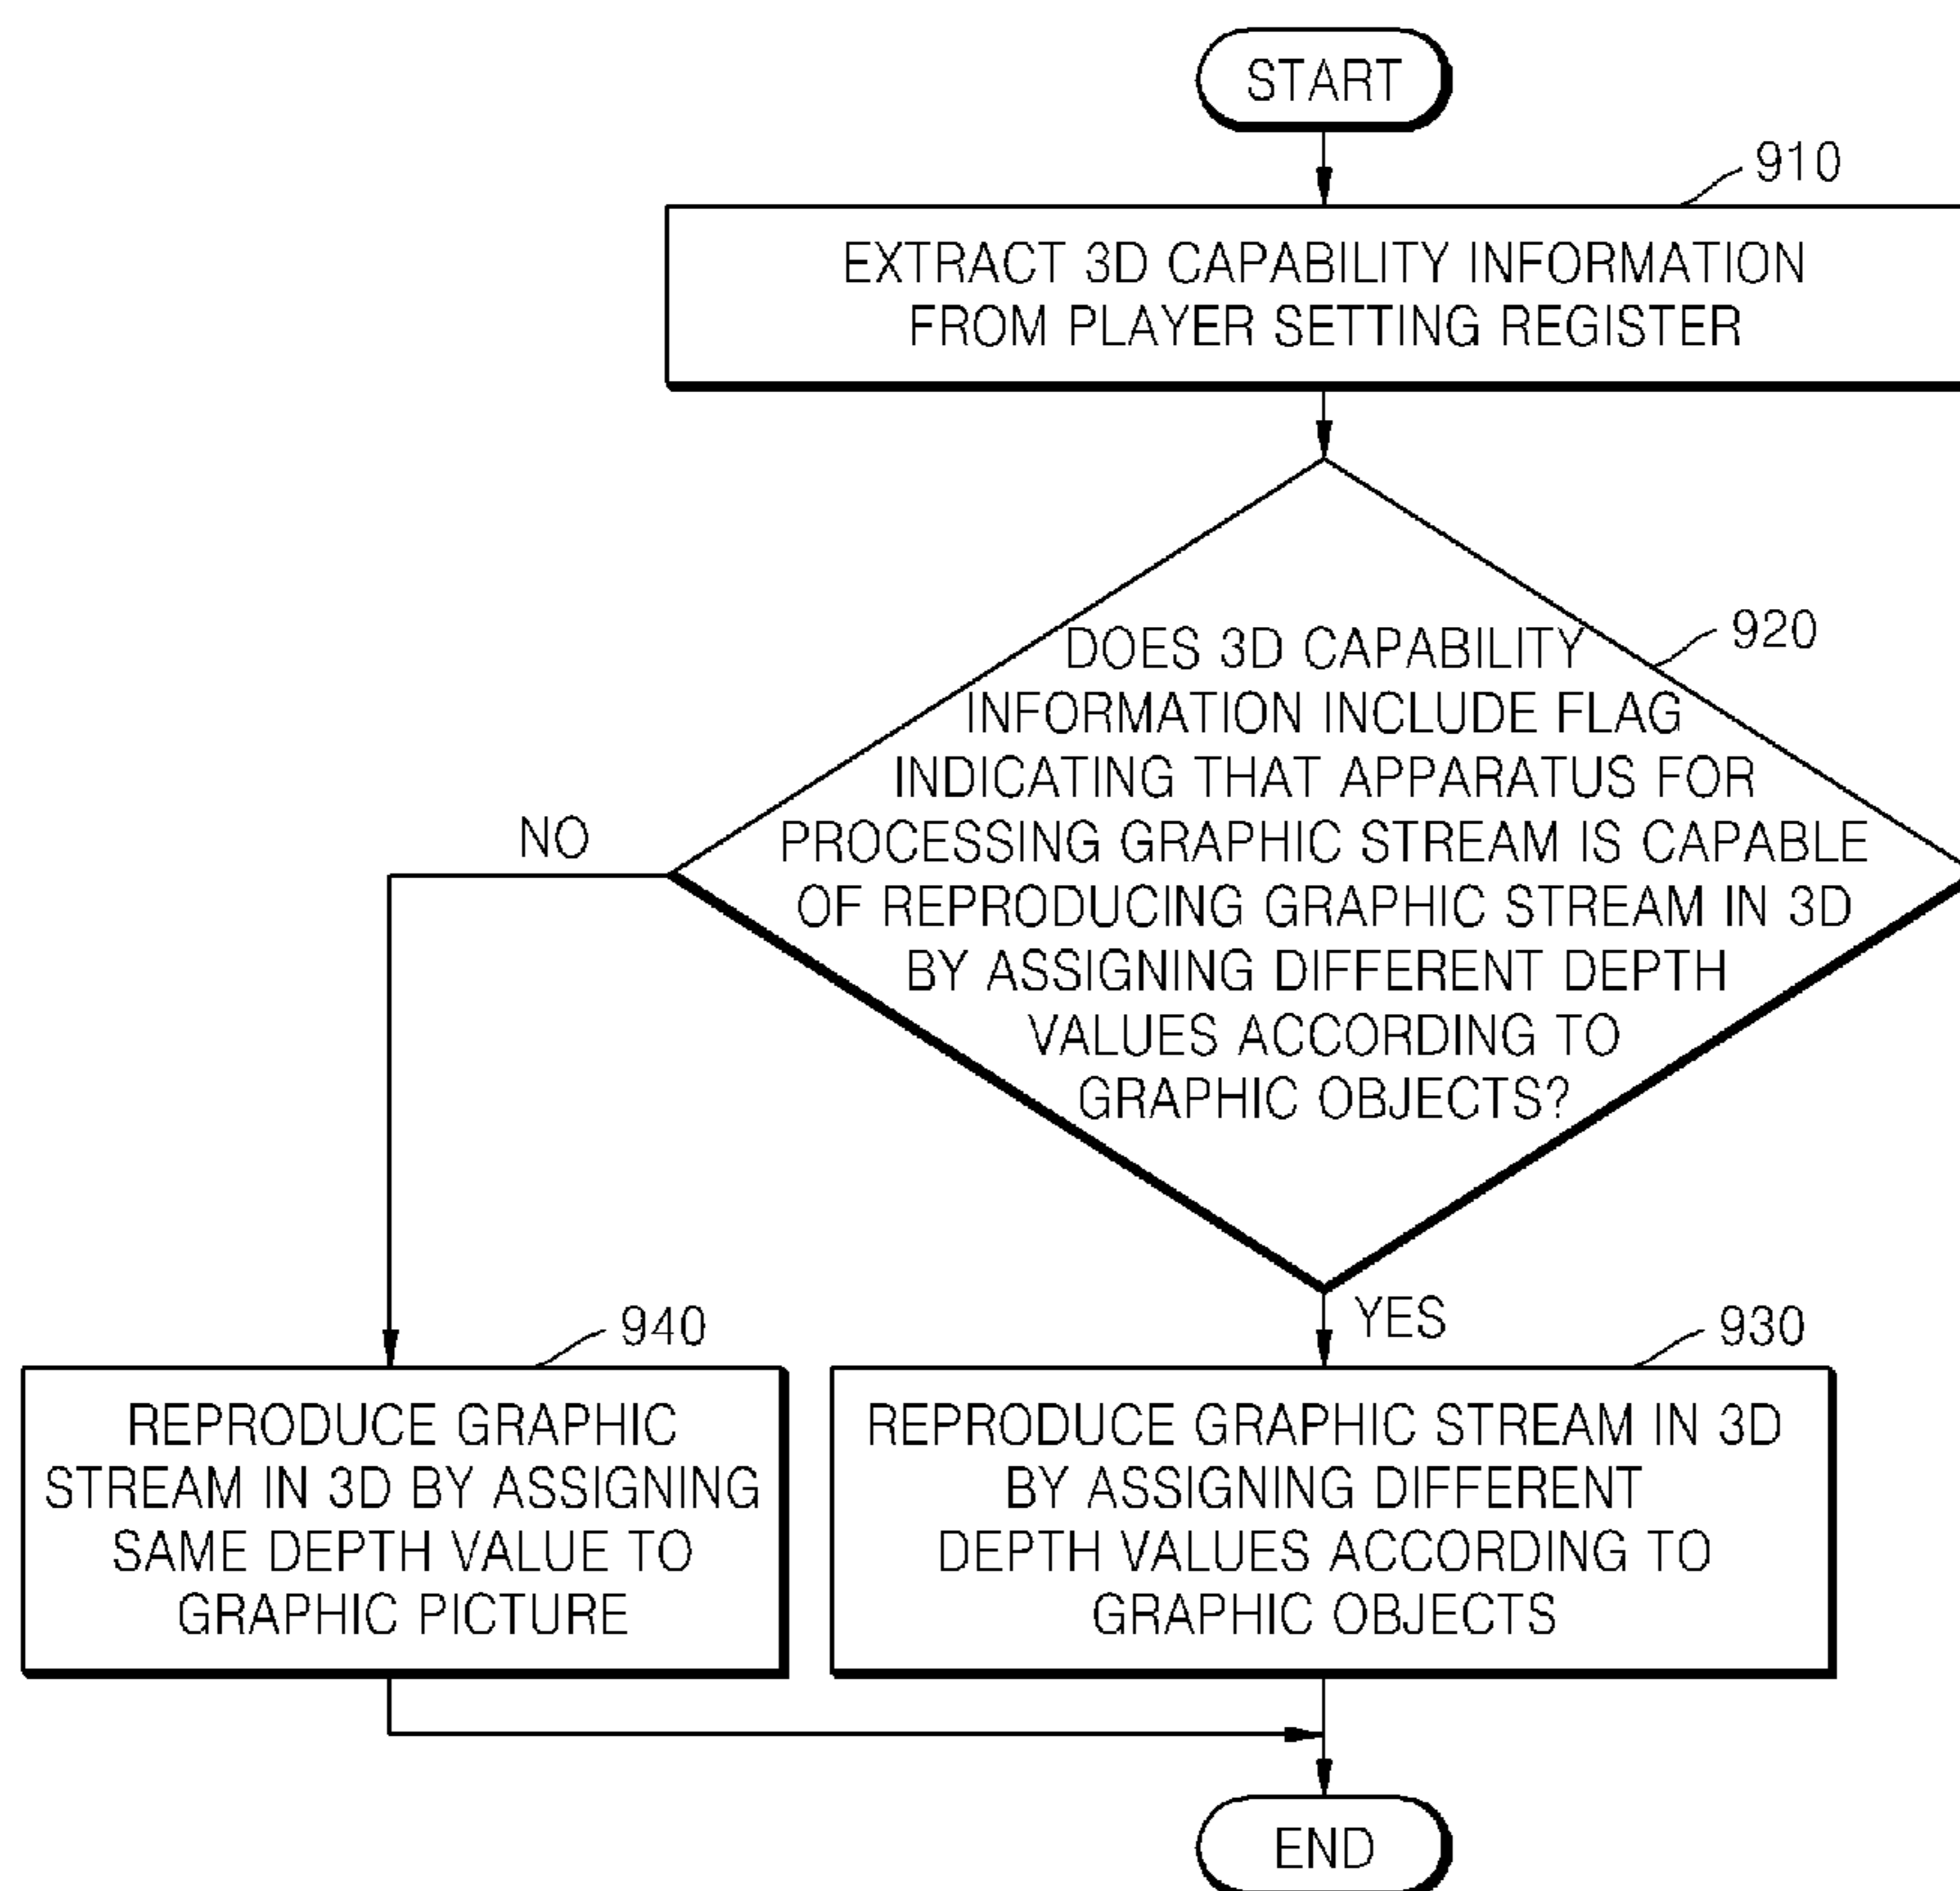 START
910
EXTRACT 3D CAPABILITY INFORMATION
FROM PLAYER SETTING REGISTER
920
DOES 3D CAPABILITY
INFORMATION INCLUDE FLAG
INDICATING THAT APPARATUS FOR
PROCESSING GRAPHIC STREAM IS CAPABLE
OF REPRODUCING GRAPHIC STREAM IN 3D
BY ASSIGNING DIFFERENT DEPTH
VALUES ACCORDING TO
GRAPHIC OBJECTS?
NO
YES
940
REPRODUCE GRAPHIC
STREAM IN 3D BY ASSIGNING
SAME DEPTH VALUE TO
GRAPHIC PICTURE
930
REPRODUCE GRAPHIC STREAM IN 3D
BY ASSIGNING DIFFERENT
DEPTH VALUES ACCORDING TO
GRAPHIC OBJECTS
END